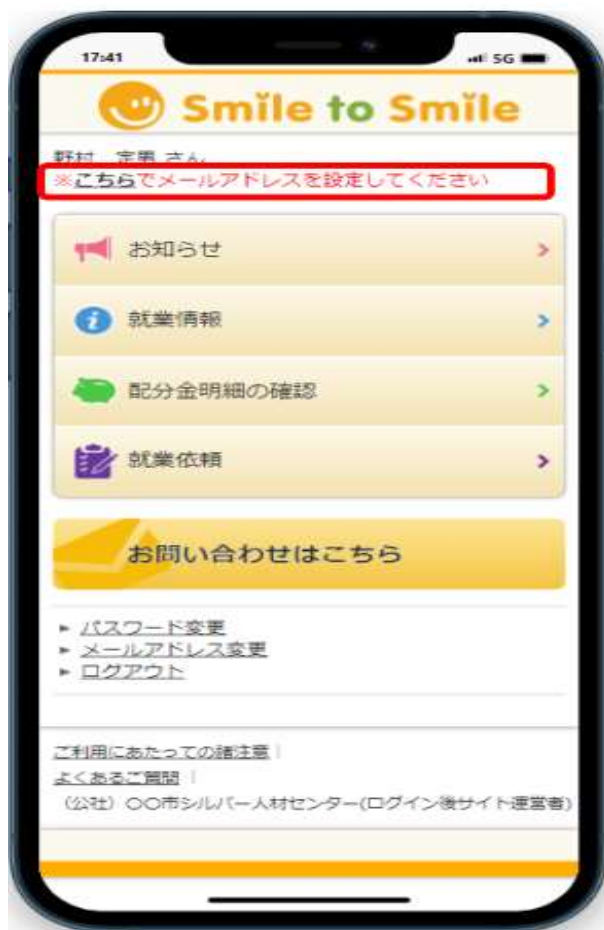 17:41
5G
Smile to Smile
野村 定男 さん
※こちらでメールアドレスを設定してください
お知らせ
就業情報
配分金明細の確認
就業依頼
お問い合わせはこちら
パスワード変更
メールアドレス変更
ログアウト
ご利用にあたっての諸注意
よくあるご質問
（公社）〇〇市シルバー人材センター(ログイン後サイト運営者)